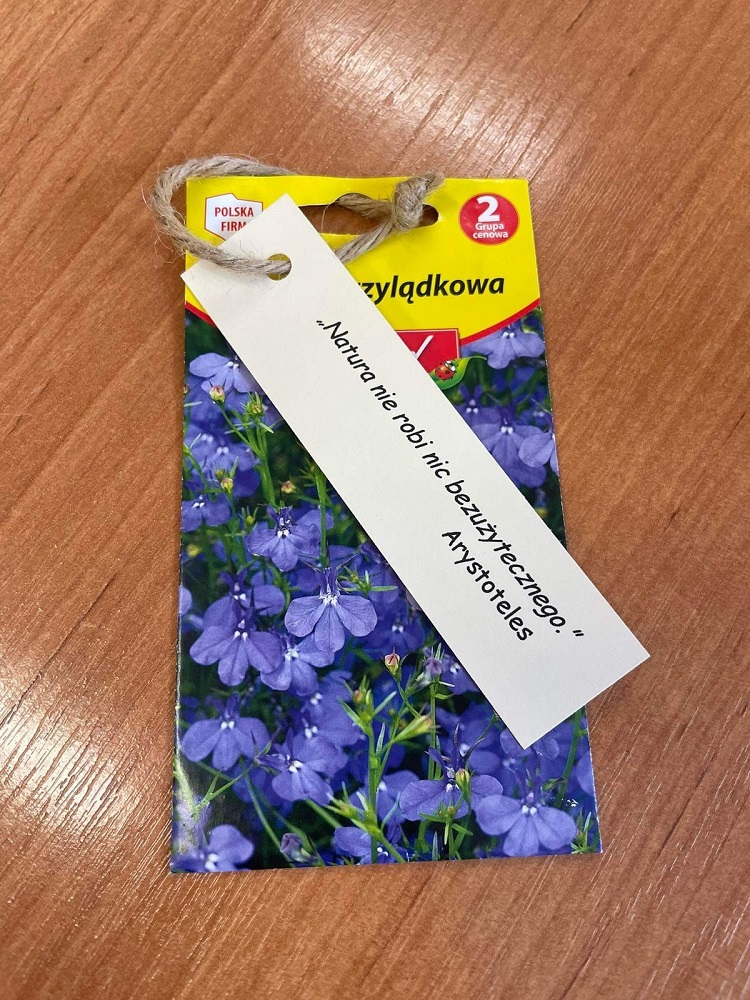 POLSKA
FIRMA
2
Grupa
cenowa
zylądkowa
„Natura nie robi nic bezużytecznego.”
Arystoteles